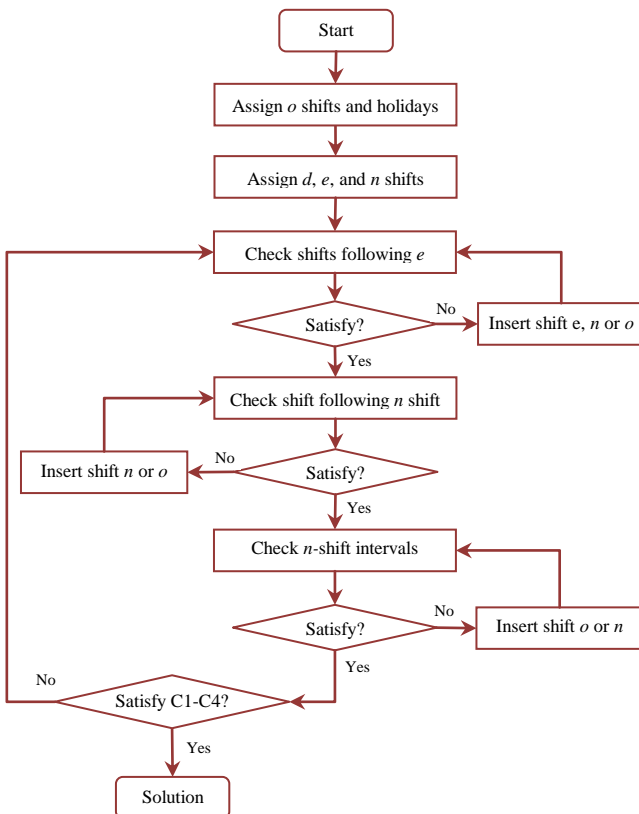 Start
Assign o shifts and holidays
Assign d, e, and n shifts
Check shifts following e
Satisfy?
No
Insert shift e, n or o
Yes
Check shift following n shift
Insert shift n or o
No
Satisfy?
Yes
Check n-shift intervals
Satisfy?
No
Insert shift o or n
Yes
No
Satisfy C1-C4?
Yes
Solution